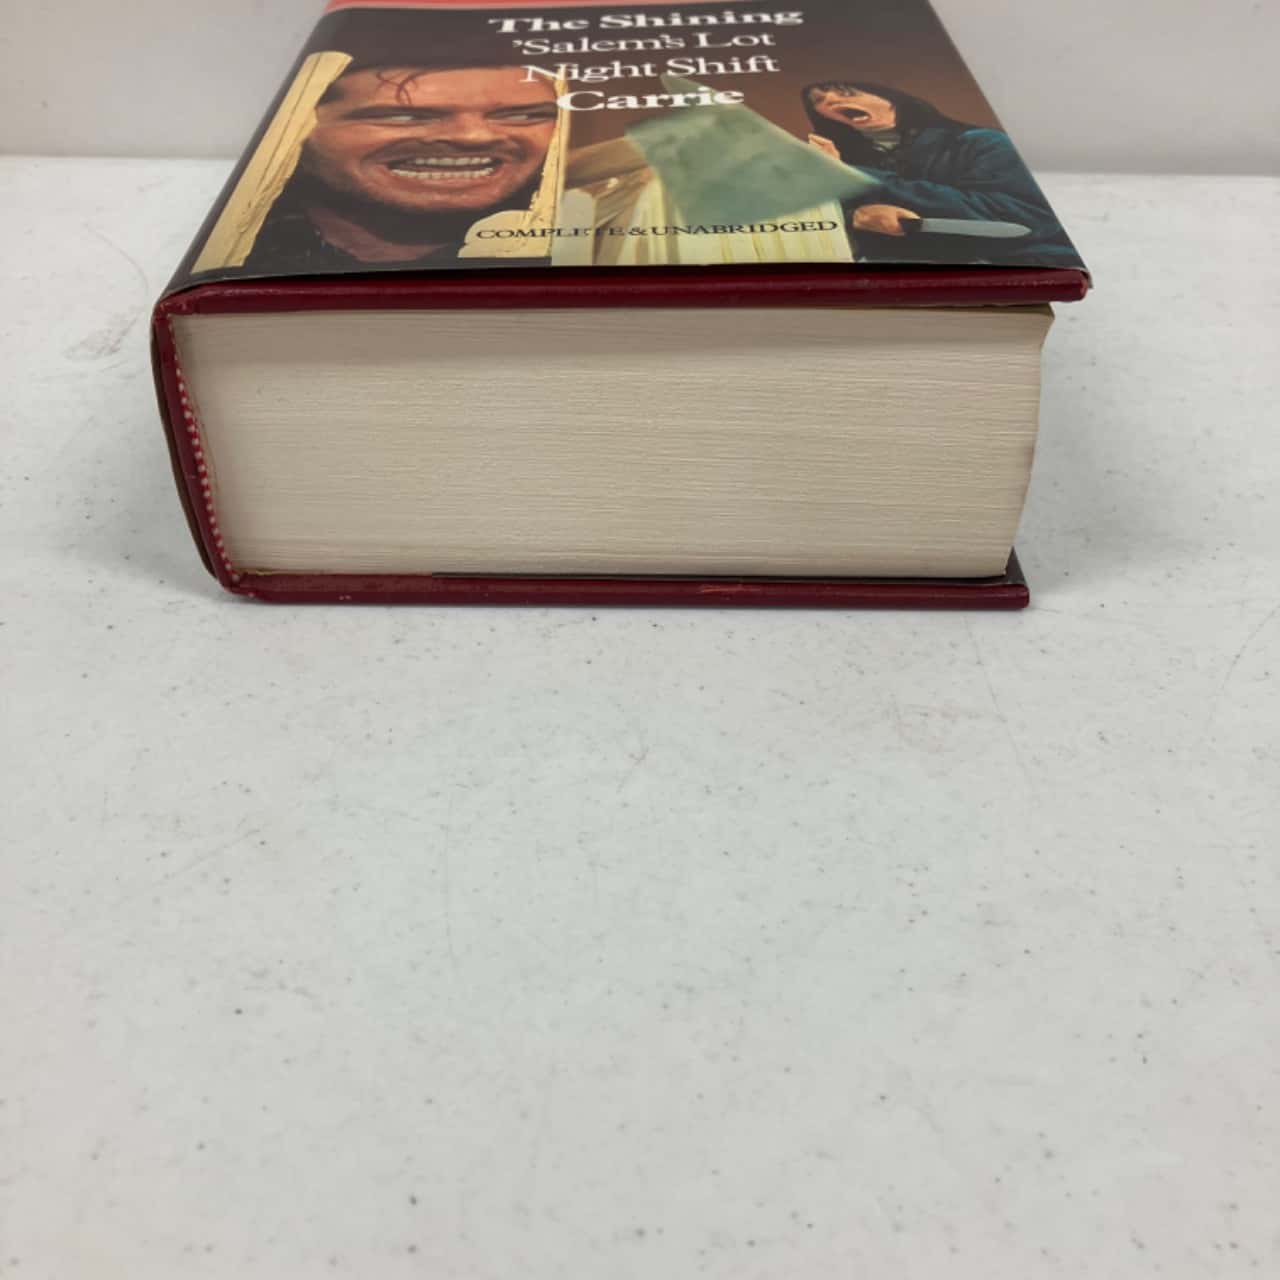 The Shining
'Salem's Lot
Night Shift
Carrie
COMPLETE & UNABRIDGED